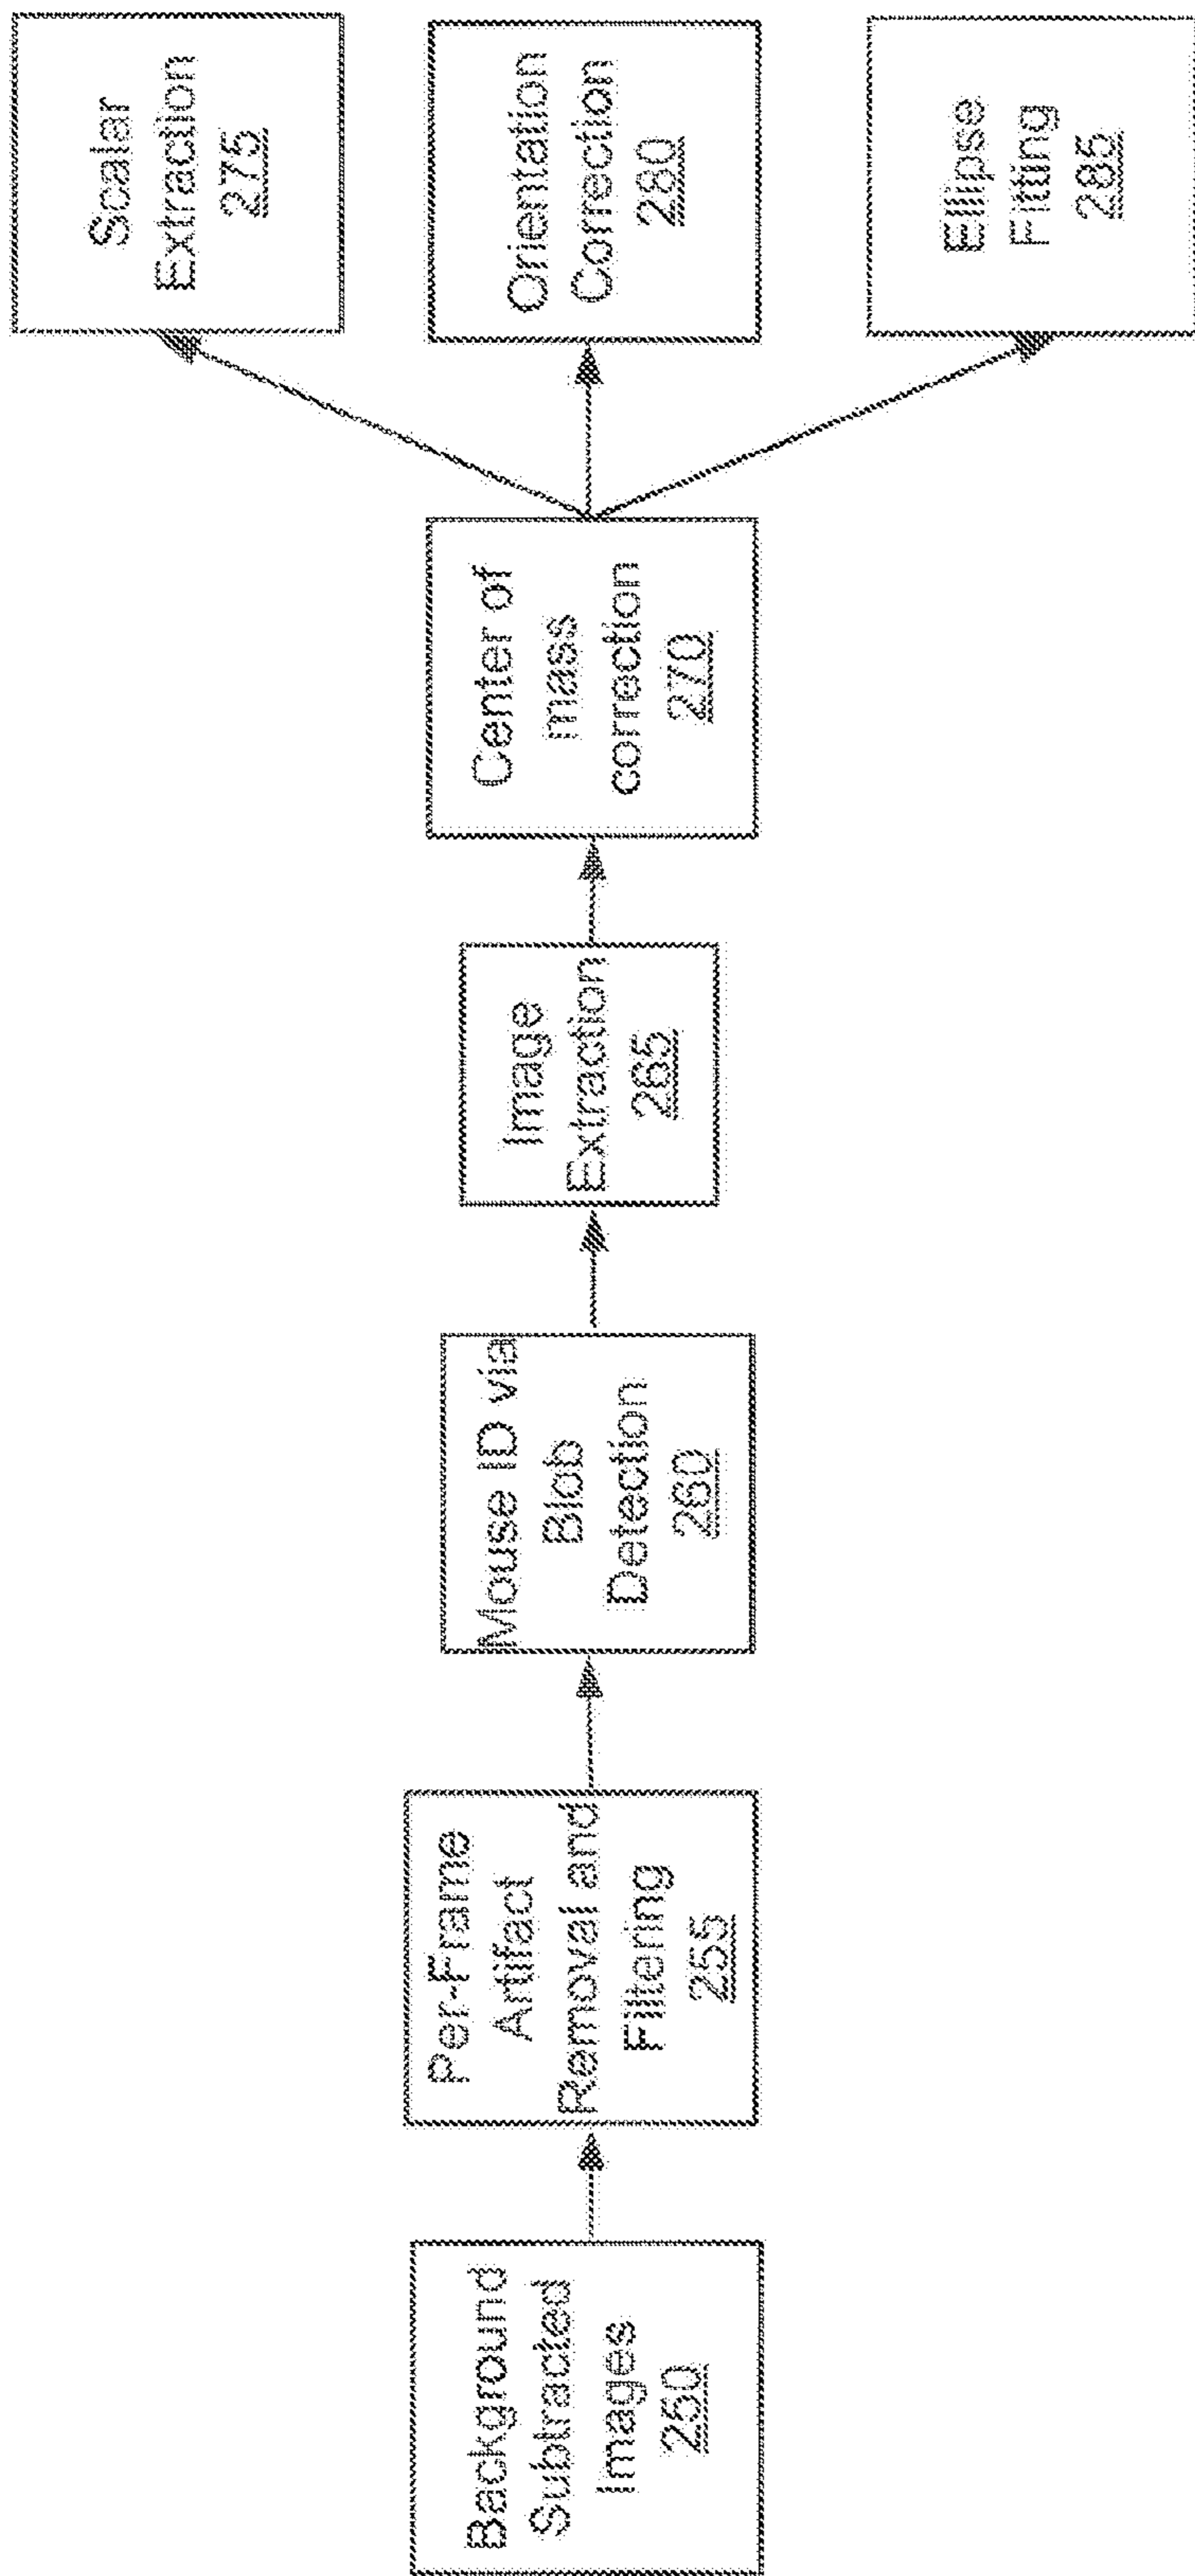 Background
Subtracted
Images
250
Per-Frame
Artifact
Removal and
Filtering
255
Mouse ID via
Blob
Detection
260
Image
Extraction
265
Center of
mass
correction
270
Scalar
Extraction
275
Orientation
Correction
280
Ellipse
Fitting
285